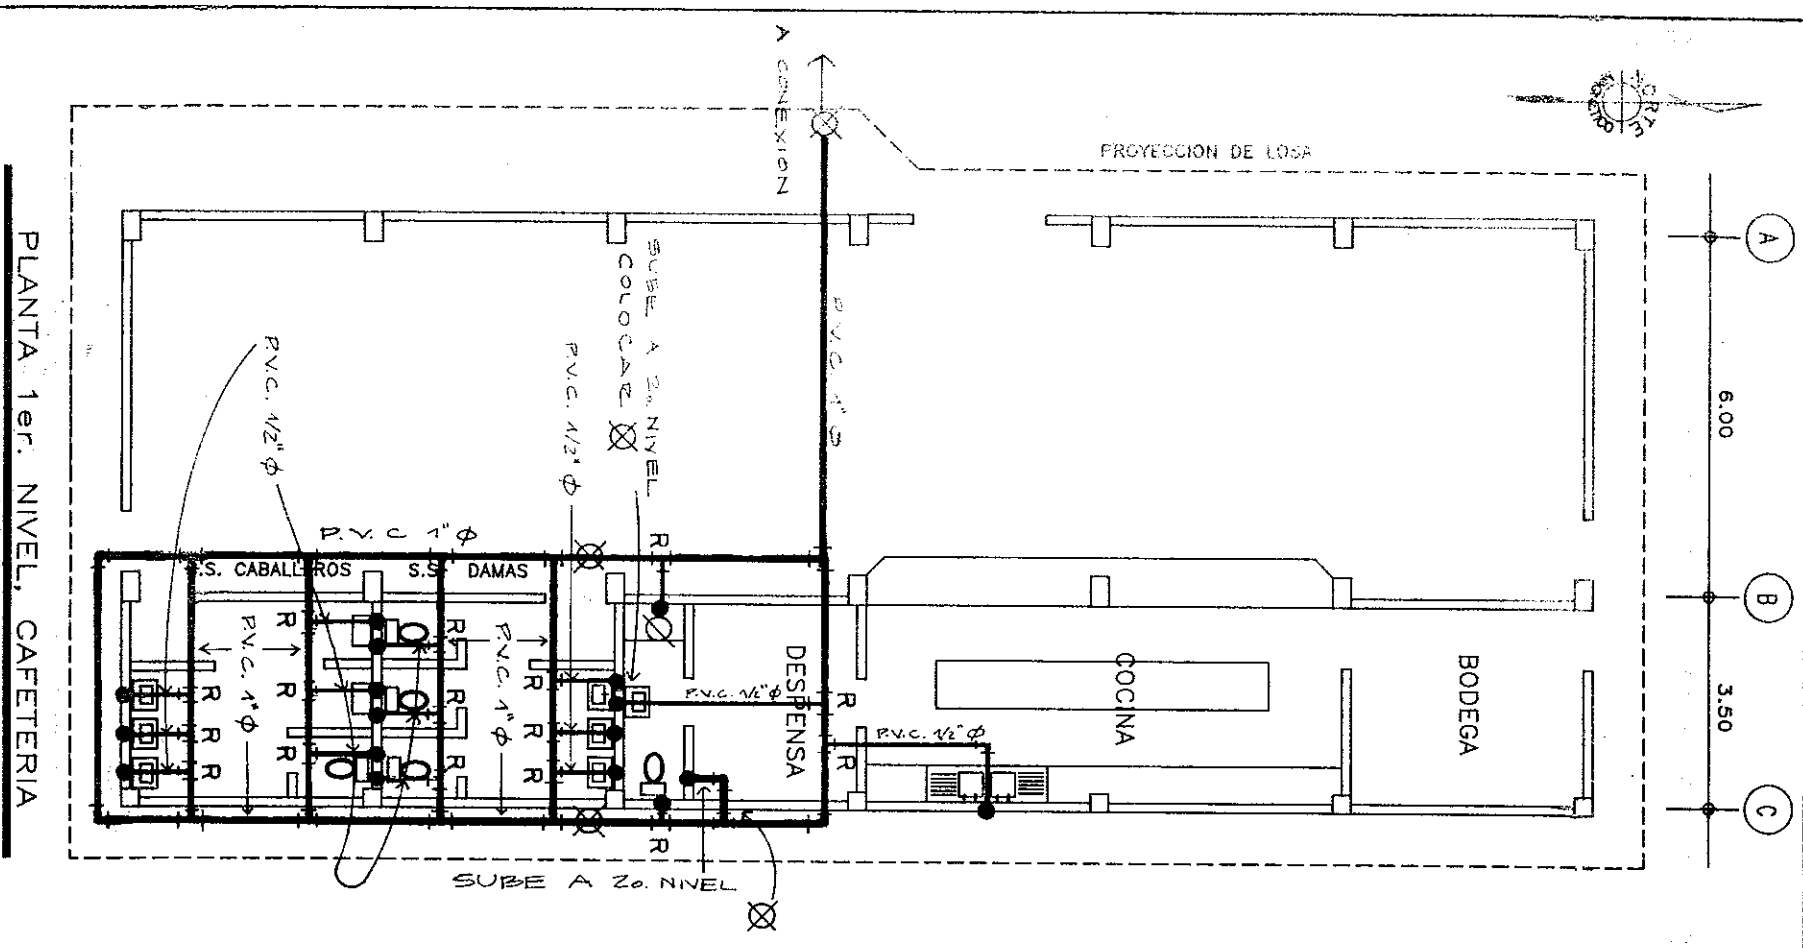 A CONEXION
PROYECCION DE LOSA
NORTE
A
6.00
B
3.50
C
SUBE A 2o. NIVEL
COLOCAR
P.V.C. 1" Ø
P.V.C. 1/2" Ø
P.V.C. 1/2" Ø
P.V.C 1" Ø
R
S.S. CABALLEROS
S.S. DAMAS
R
R
P.V.C. 1" Ø
P.V.C. 1" Ø
DESPENSA
COCINA
BODEGA
R
R
R
R
R
P.V.C. 1/2" Ø
R
R
R
P.V.C. 1/2" Ø
R
R
R
R
R
R
SUBE A 2o. NIVEL
PLANTA 1er. NIVEL, CAFETERIA